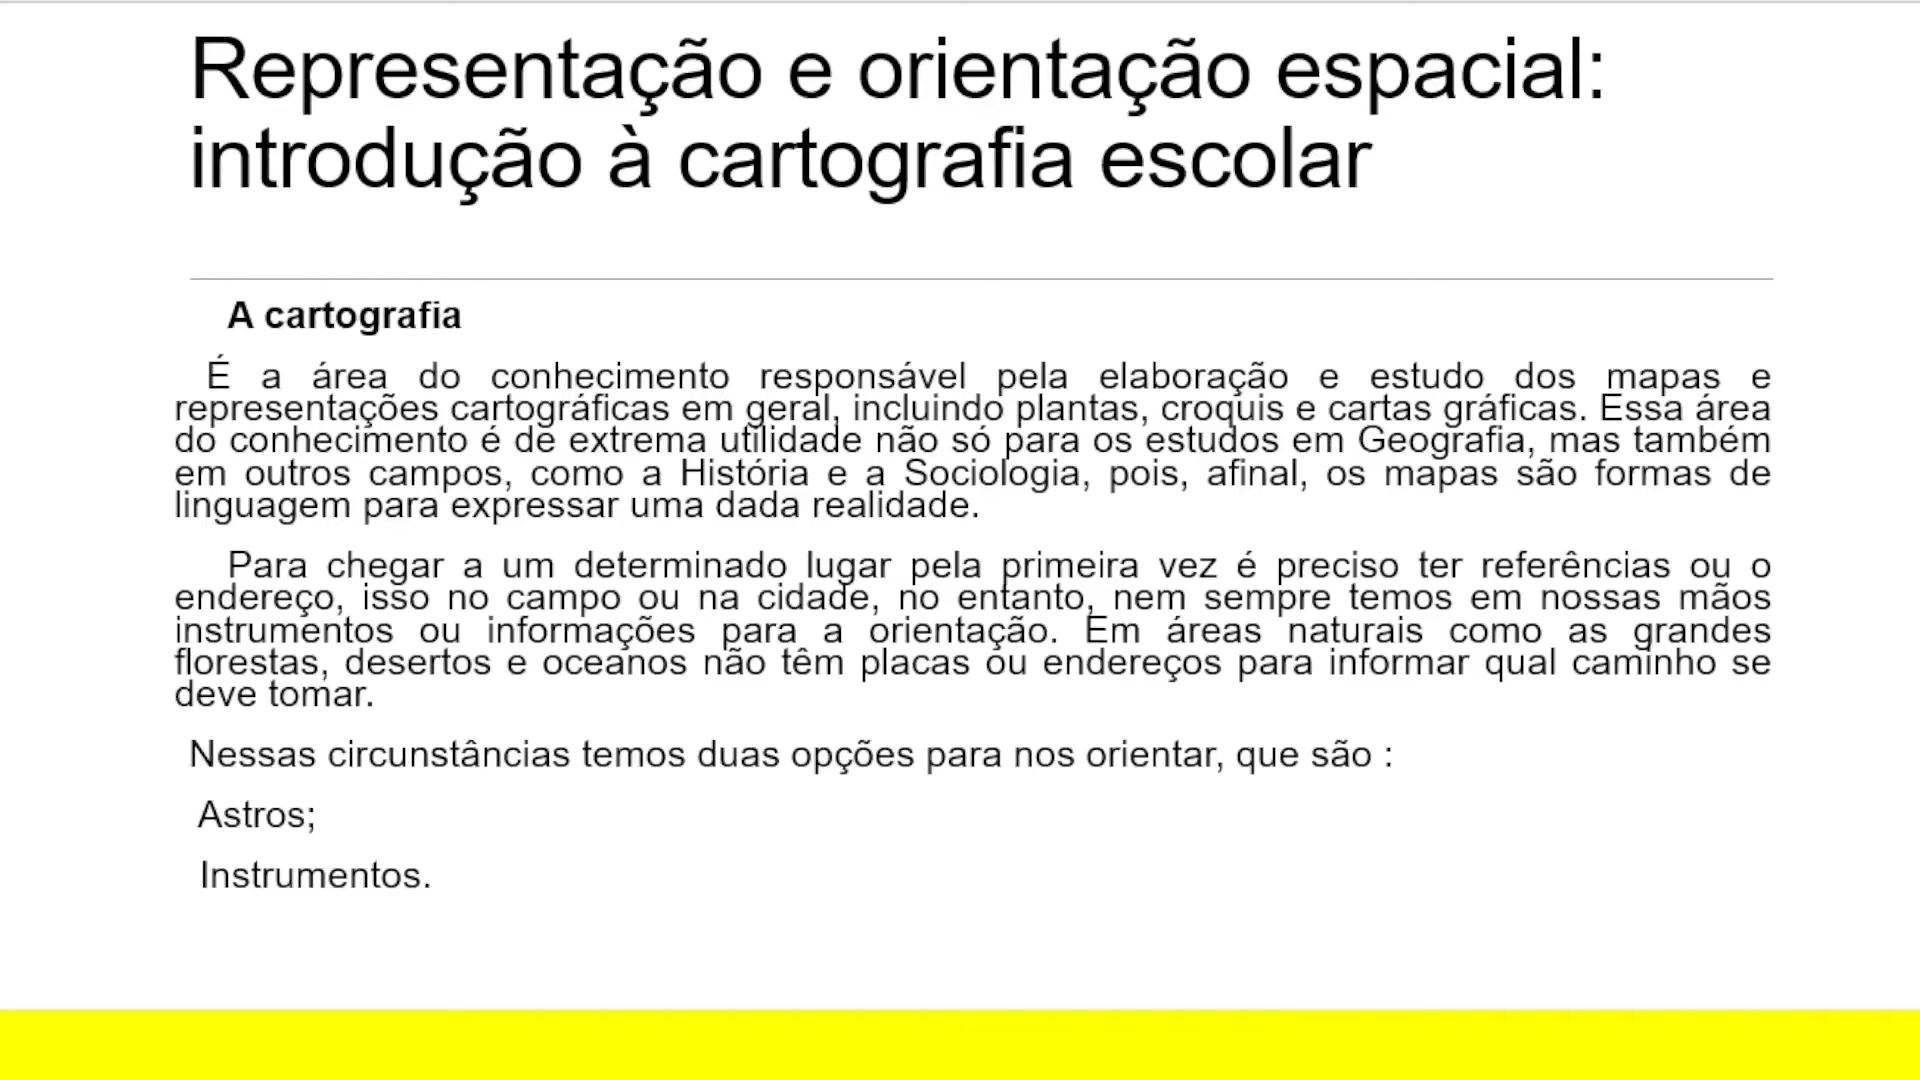 Representação e orientação espacial:
introdução à cartografia escolar
A cartografia
É a área do conhecimento responsável pela elaboração e estudo dos mapas e
representações cartográficas em geral, incluindo plantas, croquis e cartas gráficas. Essa área
do conhecimento é de extrema utilidade não só para os estudos em Geografia, mas também
em outros campos, como a História e a Sociologia, pois, afinal, os mapas são formas de
linguagem para expressar uma dada realidade.
Para chegar a um determinado lugar pela primeira vez é preciso ter referências ou o
endereço, isso no campo ou na cidade, no entanto, nem sempre temos em nossas mãos
instrumentos ou informações para a orientação. Em áreas naturais como as grandes
florestas, desertos e oceanos não têm placas ou endereços para informar qual caminho se
deve tomar.
Nessas circunstâncias temos duas opções para nos orientar, que são :
Astros;
Instrumentos.